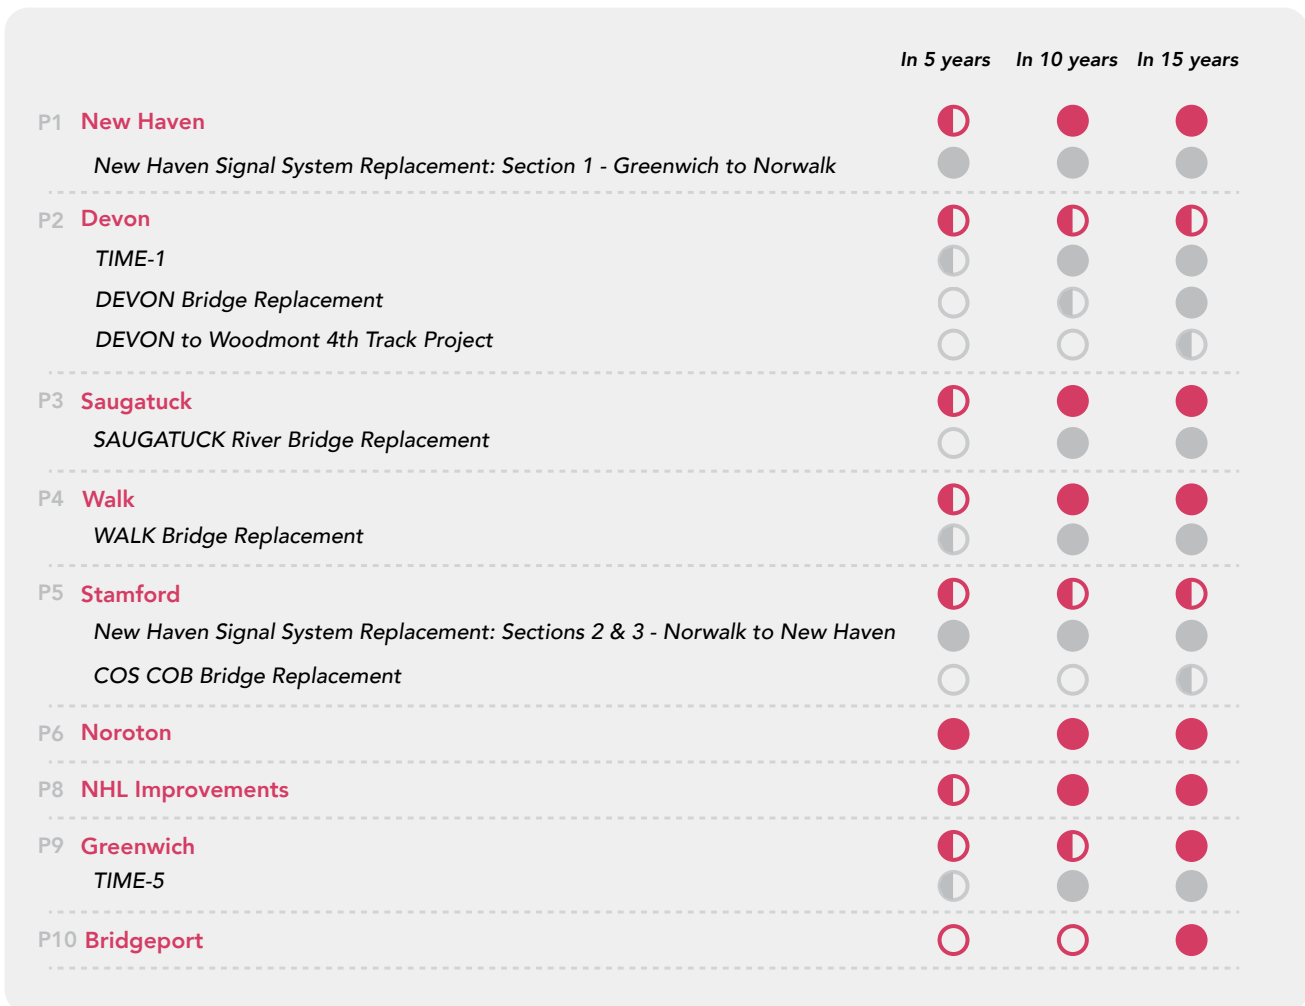 In 5 years In 10 years In 15 years
P1 New Haven
New Haven Signal System Replacement: Section 1 - Greenwich to Norwalk
P2 Devon
TIME-1
DEVON Bridge Replacement
DEVON to Woodmont 4th Track Project
P3 Saugatuck
SAUGATUCK River Bridge Replacement
P4 Walk
WALK Bridge Replacement
P5 Stamford
New Haven Signal System Replacement: Sections 2 & 3 - Norwalk to New Haven
COS COB Bridge Replacement
P6 Noroton
P8 NHL Improvements
P9 Greenwich
TIME-5
P10 Bridgeport